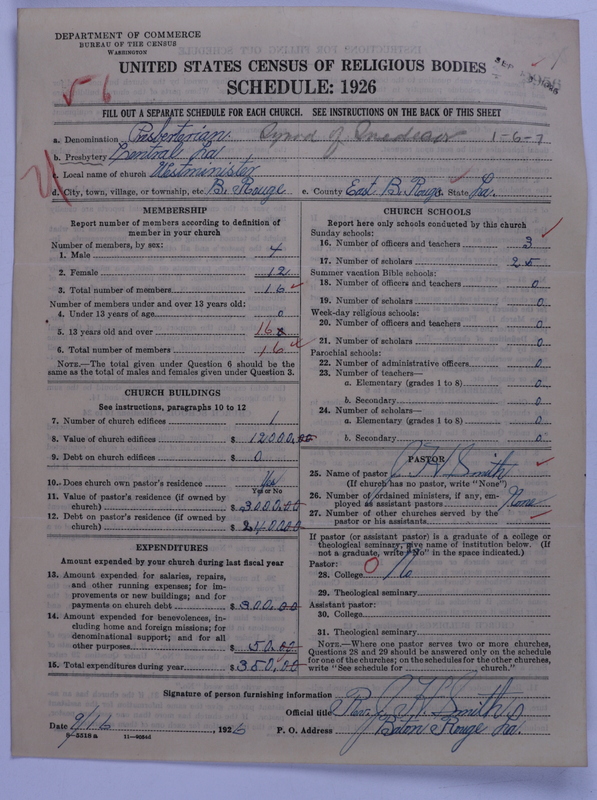 DEPARTMENT OF COMMERCE
BUREAU OF THE CENSUS
WASHINGTON
UNITED STATES CENSUS OF RELIGIOUS BODIES
SCHEDULE: 1926
FILL OUT A SEPARATE SCHEDULE FOR EACH CHURCH. SEE INSTRUCTIONS ON THE BACK OF THIS SHEET
a. Denomination Presbyterian. Synod of 1-6-7
b. Presbytery Central La
c. Local name of church Westminister
d. City, town, village, or township, etc. B. Rouge e. County East B. Rouge State La.
MEMBERSHIP
Report number of members according to definition of member in your church
Number of members, by sex:
1. Male 4
2. Female 12
3. Total number of members 16
Number of members under and over 13 years old:
4. Under 13 years of age 0
5. 13 years old and over 16
6. Total number of members 16
NOTE.—The total given under Question 6 should be the same as the total of males and females given under Question 3.
CHURCH BUILDINGS
See instructions, paragraphs 10 to 12
7. Number of church edifices 1
8. Value of church edifices $ 12000.00
9. Debt on church edifices $ 0
10. Does church own pastor's residence Yes
Yes or No
11. Value of pastor's residence (if owned by church) $ 3000.00
12. Debt on pastor's residence (if owned by church) $ 2400.00
EXPENDITURES
Amount expended by your church during last fiscal year
13. Amount expended for salaries, repairs, and other running expenses; for improvements or new buildings; and for payments on church debt $ 300.00
14. Amount expended for benevolences, including home and foreign missions; for denominational support; and for all other purposes $ 50.00
15. Total expenditures during year $ 350.00
CHURCH SCHOOLS
Report here only schools conducted by this church
Sunday schools:
16. Number of officers and teachers 3
17. Number of scholars 25
Summer vacation Bible schools:
18. Number of officers and teachers 0
19. Number of scholars 0
Week-day religious schools:
20. Number of officers and teachers 0
21. Number of scholars 0
Parochial schools:
22. Number of administrative officers 0
23. Number of teachers—
a. Elementary (grades 1 to 8) 0
b. Secondary 0
24. Number of scholars—
a. Elementary (grades 1 to 8) 0
b. Secondary 0
PASTOR
25. Name of pastor J H Smith
(If church has no pastor, write "None")
26. Number of ordained ministers, if any, employed as assistant pastors None
27. Number of other churches served by the pastor or his assistants
If pastor (or assistant pastor) is a graduate of a college or theological seminary, give name of institution below. (If not a graduate, write "No" in the space indicated.)
Pastor:
28. College O No
29. Theological seminary
Assistant pastor:
30. College
31. Theological seminary
NOTE.—Where one pastor serves two or more churches, Questions 28 and 29 should be answered only on the schedule for one of the churches; on the schedules for the other churches, write "See schedule for church."
Signature of person furnishing information
Official title Rev. J. H. Smith
Date 9/16, 1926 P. O. Address Baton Rouge La.
8-5318a 11-9054d